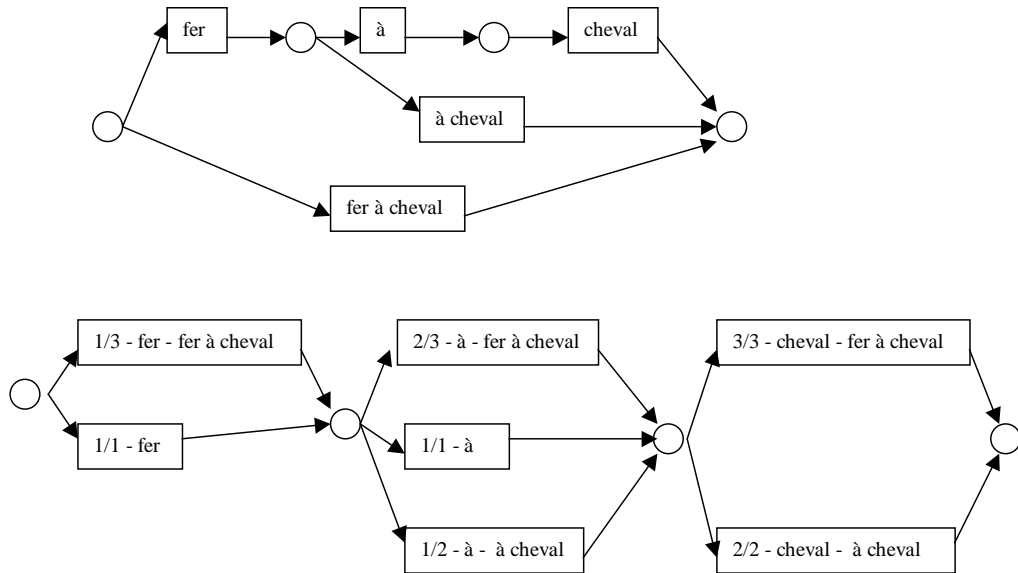 fer
à
cheval
à cheval
fer à cheval
1/3 - fer - fer à cheval
2/3 - à - fer à cheval
3/3 - cheval - fer à cheval
1/1 - fer
1/1 - à
1/2 - à - à cheval
2/2 - cheval - à cheval